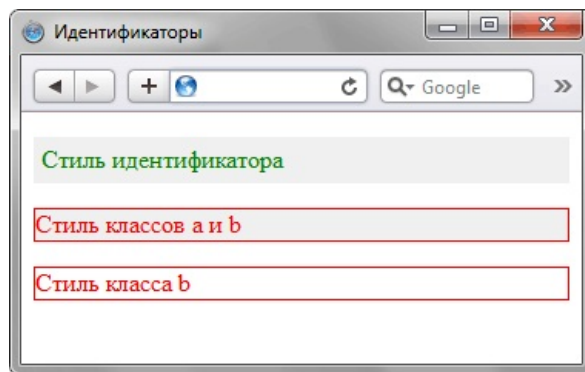 Идентификаторы
Google
Стиль идентификатора
Стиль классов a и b
Стиль класса b